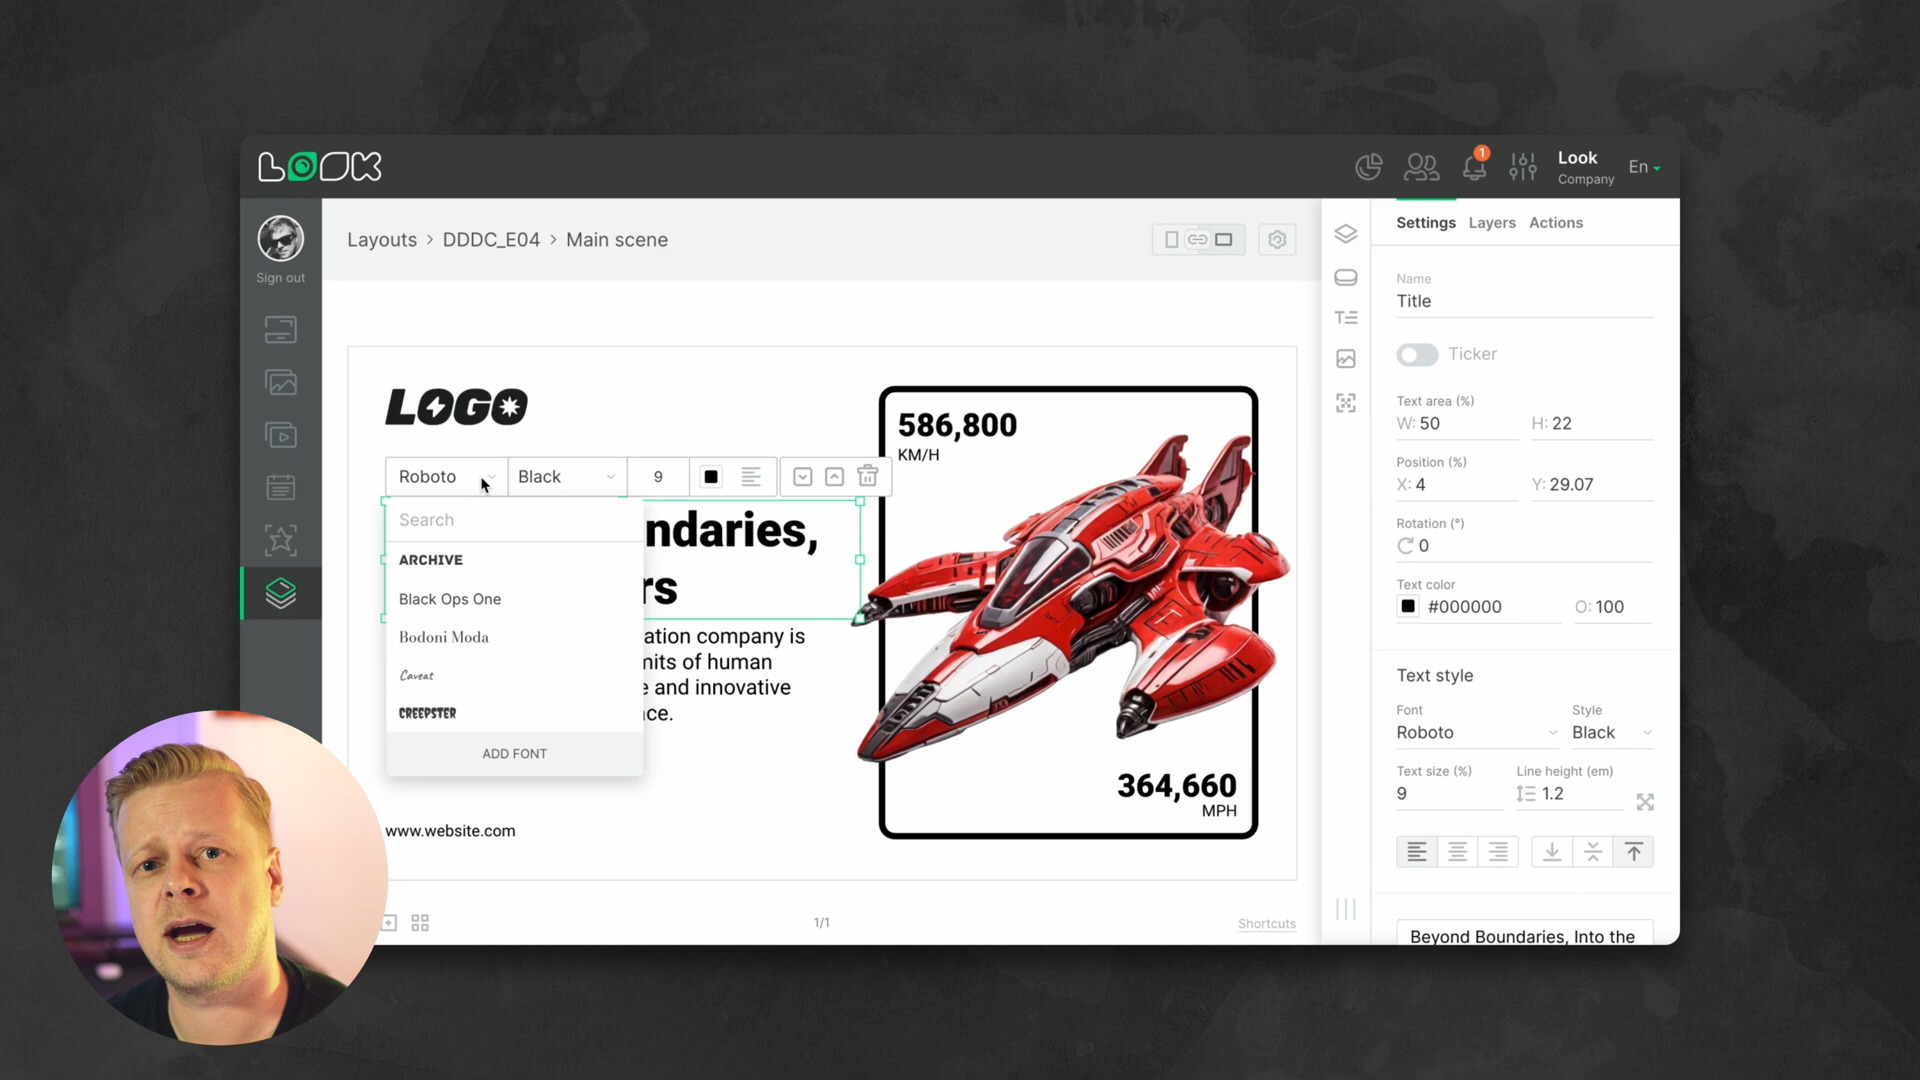 LOOK
1
Look
Company
En
Sign out
Layouts > DDDC_E04 > Main scene
Settings
Layers
Actions
Name
Title
Ticker
Text area (%)
W: 50
H: 22
Position (%)
X: 4
Y: 29.07
Rotation (°)
0
Text color
#000000
O: 100
Text style
Font
Style
Roboto
Black
Text size (%)
Line height (em)
9
1.2
Beyond Boundaries, Into the
LOGO
Roboto
Black
9
Search
ARCHIVE
Black Ops One
Bodoni Moda
Caveat
CREEPSTER
ADD FONT
ndaries,
rs
ation company is
mits of human
e and innovative
ce.
www.website.com
586,800
KM/H
364,660
MPH
1/1
Shortcuts